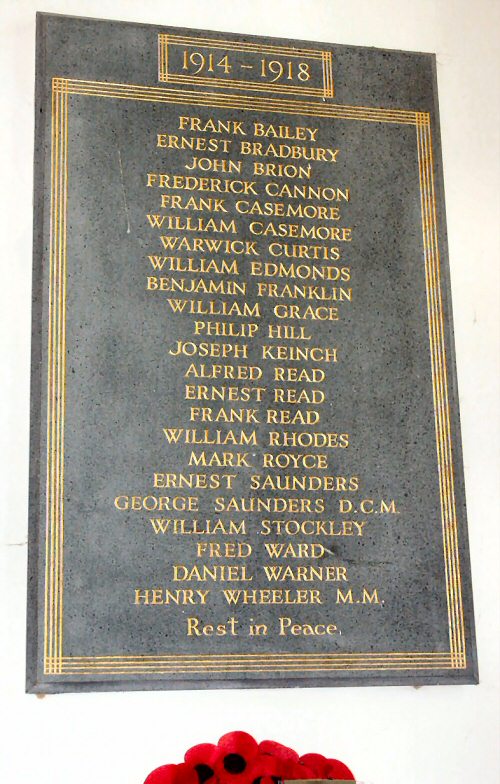 1914 - 1918
FRANK BAILEY
ERNEST BRADBURY
JOHN BRION
FREDERICK CANNON
FRANK CASEMORE
WILLIAM CASEMORE
WARWICK CURTIS
WILLIAM EDMONDS
BENJAMIN FRANKLIN
WILLIAM GRACE
PHILIP HILL
JOSEPH KEINCH
ALFRED READ
ERNEST READ
FRANK READ
WILLIAM RHODES
MARK ROYCE
ERNEST SAUNDERS
GEORGE SAUNDERS D.C.M.
WILLIAM STOCKLEY
FRED WARD
DANIEL WARNER
HENRY WHEELER M.M.
Rest in Peace.